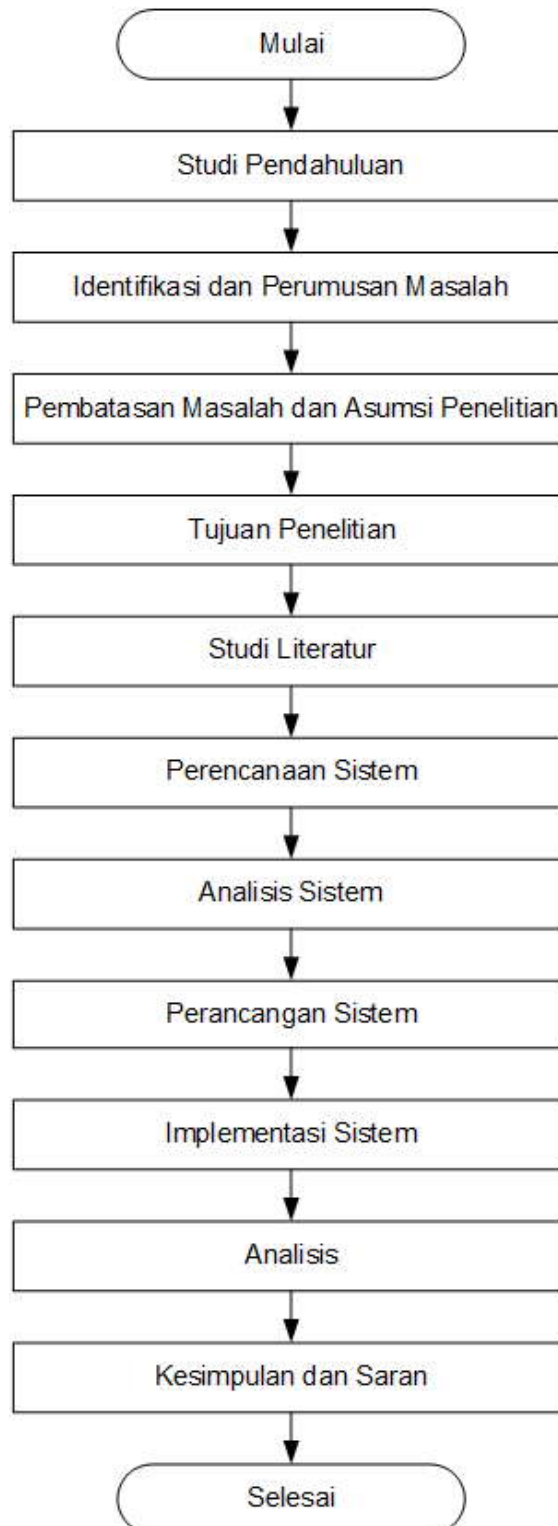 Mulai
Studi Pendahuluan
Identifikasi dan Perumusan Masalah
Pembatasan Masalah dan Asumsi Penelitian
Tujuan Penelitian
Studi Literatur
Perencanaan Sistem
Analisis Sistem
Perancangan Sistem
Implementasi Sistem
Analisis
Kesimpulan dan Saran
Selesai